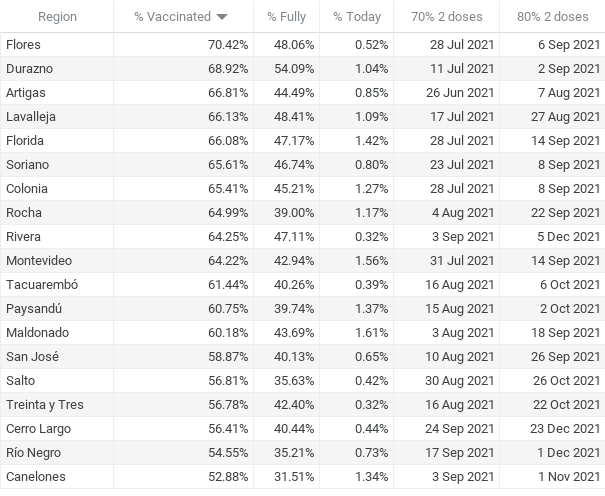 Region % Vaccinated % Fully % Today 70% 2 doses 80% 2 doses
Flores 70.42% 48.06% 0.52% 28 Jul 2021 6 Sep 2021
Durazno 68.92% 54.09% 1.04% 11 Jul 2021 2 Sep 2021
Artigas 66.81% 44.49% 0.85% 26 Jun 2021 7 Aug 2021
Lavalleja 66.13% 48.41% 1.09% 17 Jul 2021 27 Aug 2021
Florida 66.08% 47.17% 1.42% 28 Jul 2021 14 Sep 2021
Soriano 65.61% 46.74% 0.80% 23 Jul 2021 8 Sep 2021
Colonia 65.41% 45.21% 1.27% 28 Jul 2021 8 Sep 2021
Rocha 64.99% 39.00% 1.17% 4 Aug 2021 22 Sep 2021
Rivera 64.25% 47.11% 0.32% 3 Sep 2021 5 Dec 2021
Montevideo 64.22% 42.94% 1.56% 31 Jul 2021 14 Sep 2021
Tacuarembó 61.44% 40.26% 0.39% 16 Aug 2021 6 Oct 2021
Paysandú 60.75% 39.74% 1.37% 15 Aug 2021 2 Oct 2021
Maldonado 60.18% 43.69% 1.61% 3 Aug 2021 18 Sep 2021
San José 58.87% 40.13% 0.65% 10 Aug 2021 26 Sep 2021
Salto 56.81% 35.63% 0.42% 30 Aug 2021 26 Oct 2021
Treinta y Tres 56.78% 42.40% 0.32% 16 Aug 2021 22 Oct 2021
Cerro Largo 56.41% 40.44% 0.44% 24 Sep 2021 23 Dec 2021
Río Negro 54.55% 35.21% 0.73% 17 Sep 2021 1 Dec 2021
Canelones 52.88% 31.51% 1.34% 3 Sep 2021 1 Nov 2021